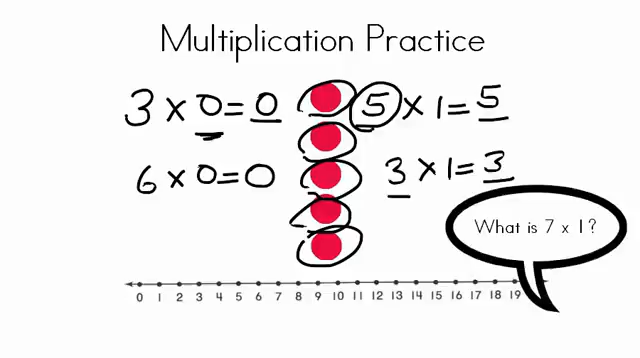 Multiplication Practice
3 x 0 = 0
5 x 1 = 5
6 x 0 = 0
3 x 1 = 3
What is 7 x 1?
0 1 2 3 4 5 6 7 8 9 10 11 12 13 14 15 16 17 18 19